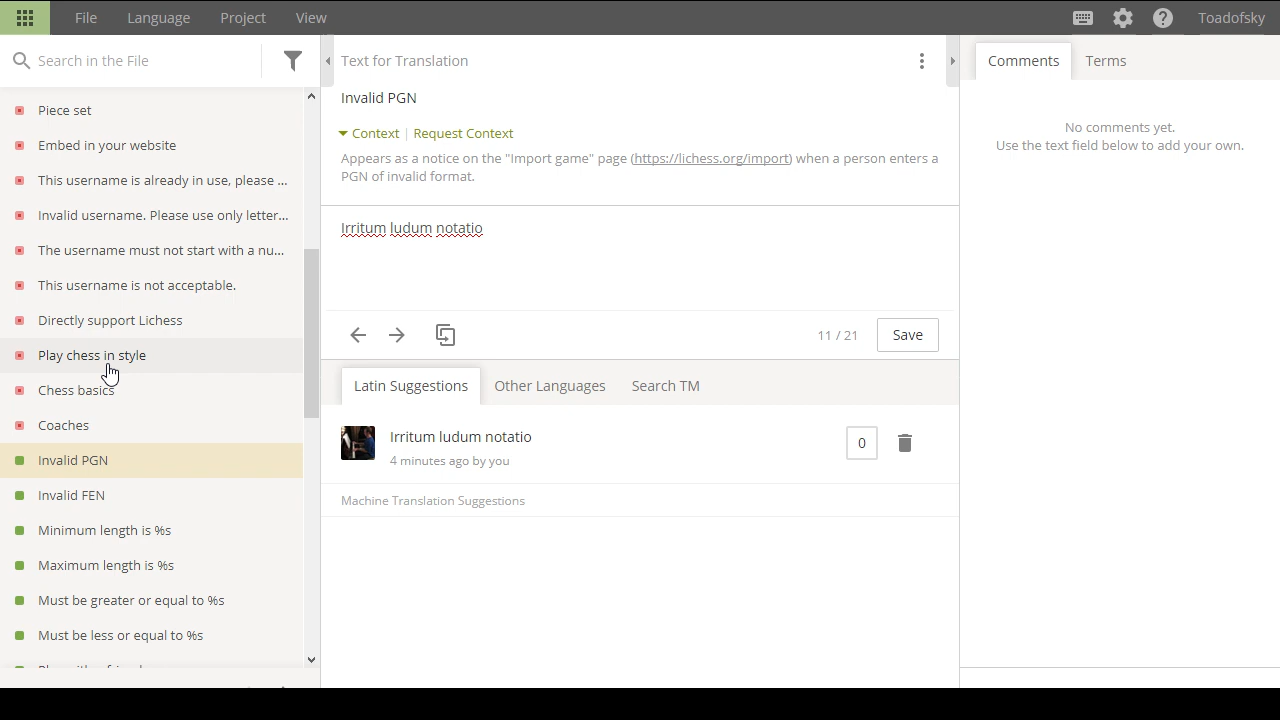 File Language Project View Toadofsky
Search in the File
Piece set
Embed in your website
This username is already in use, please ...
Invalid username. Please use only letter...
The username must not start with a nu...
This username is not acceptable.
Directly support Lichess
Play chess in style
Chess basics
Coaches
Invalid PGN
Invalid FEN
Minimum length is %s
Maximum length is %s
Must be greater or equal to %s
Must be less or equal to %s
Text for Translation
Invalid PGN
Context | Request Context
Appears as a notice on the "Import game" page (https://lichess.org/import) when a person enters a
PGN of invalid format.
Irritum ludum notatio
11 / 21 Save
Latin Suggestions Other Languages Search TM
Irritum ludum notatio
4 minutes ago by you
0
Machine Translation Suggestions
Comments Terms
No comments yet.
Use the text field below to add your own.